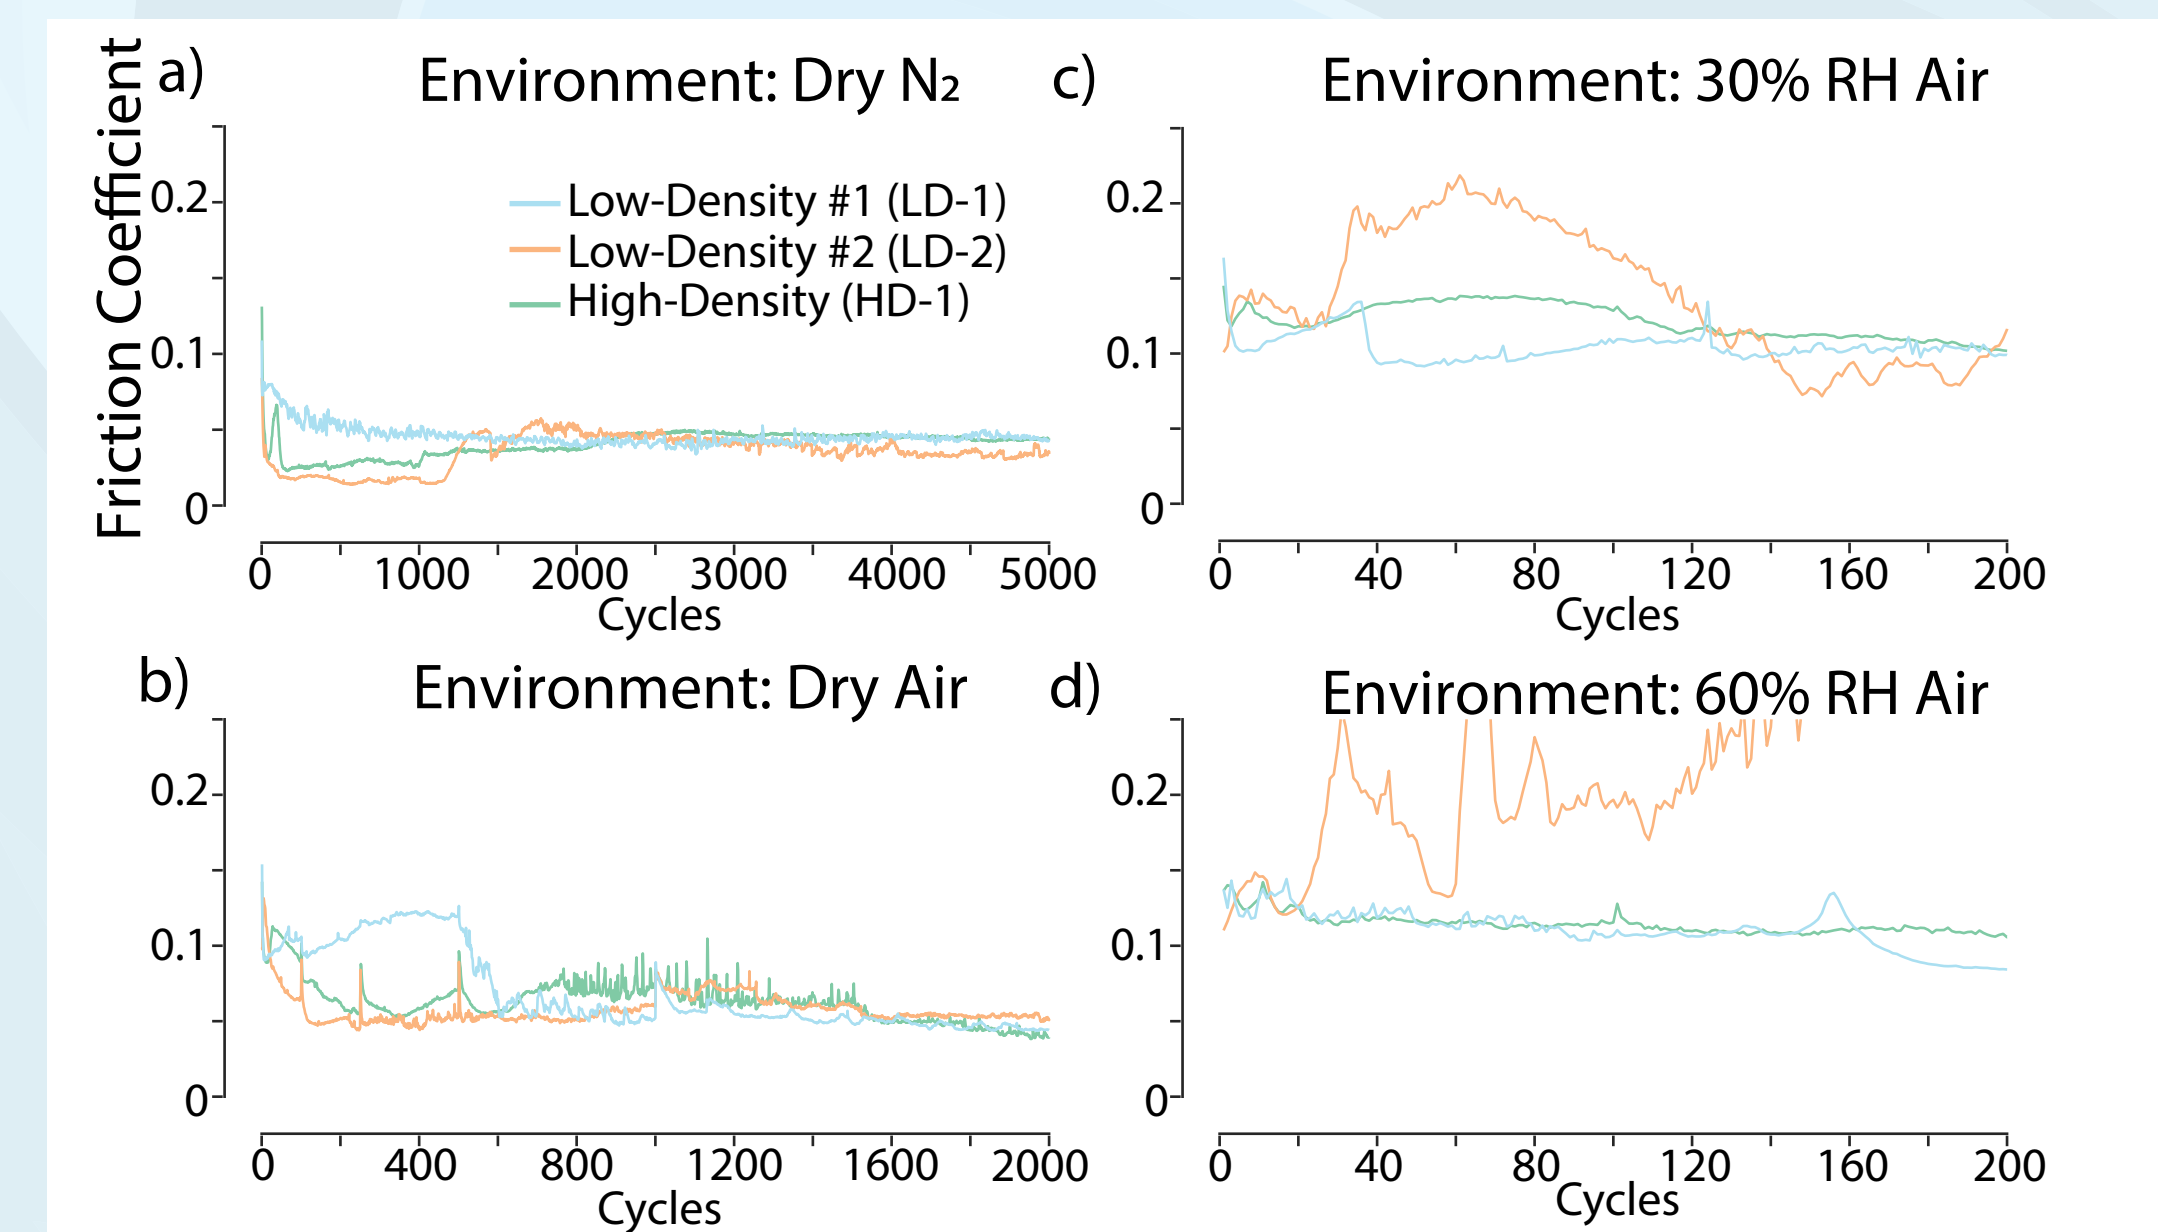 a)
Environment: Dry N₂
Friction Coefficient
0.2
0.1
0
Low-Density #1 (LD-1)
Low-Density #2 (LD-2)
High-Density (HD-1)
0 1000 2000 3000 4000 5000
Cycles
b)
Environment: Dry Air
0.2
0.1
0
0 400 800 1200 1600 2000
Cycles
c)
Environment: 30% RH Air
0.2
0.1
0
0 40 80 120 160 200
Cycles
d)
Environment: 60% RH Air
0.2
0.1
0
0 40 80 120 160 200
Cycles